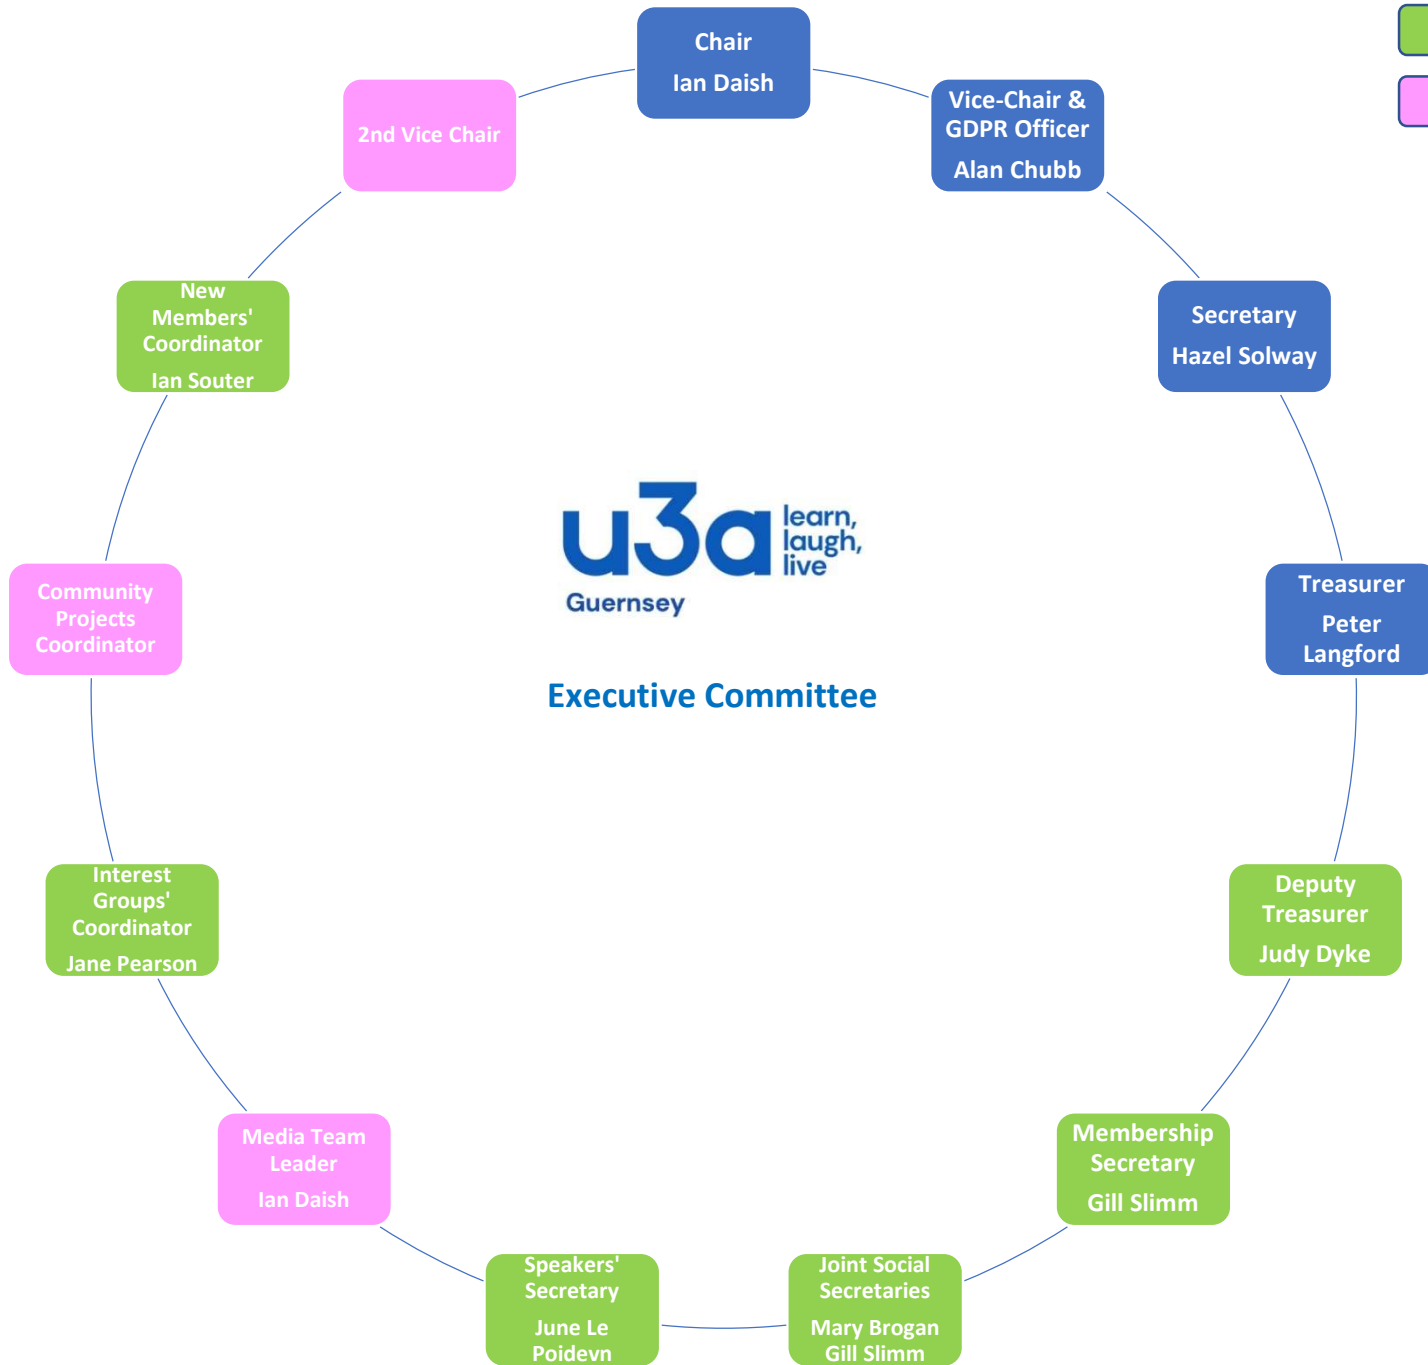 Chair
Ian Daish
Vice-Chair &
GDPR Officer
Alan Chubb
Secretary
Hazel Solway
Treasurer
Peter
Langford
Deputy
Treasurer
Judy Dyke
Membership
Secretary
Gill Slimm
Joint Social
Secretaries
Mary Brogan
Gill Slimm
Speakers'
Secretary
June Le
Poidevn
Media Team
Leader
Ian Daish
Interest
Groups'
Coordinator
Jane Pearson
Community
Projects
Coordinator
New
Members'
Coordinator
Ian Souter
2nd Vice Chair
u3a
learn,
laugh,
live
Guernsey
Executive Committee